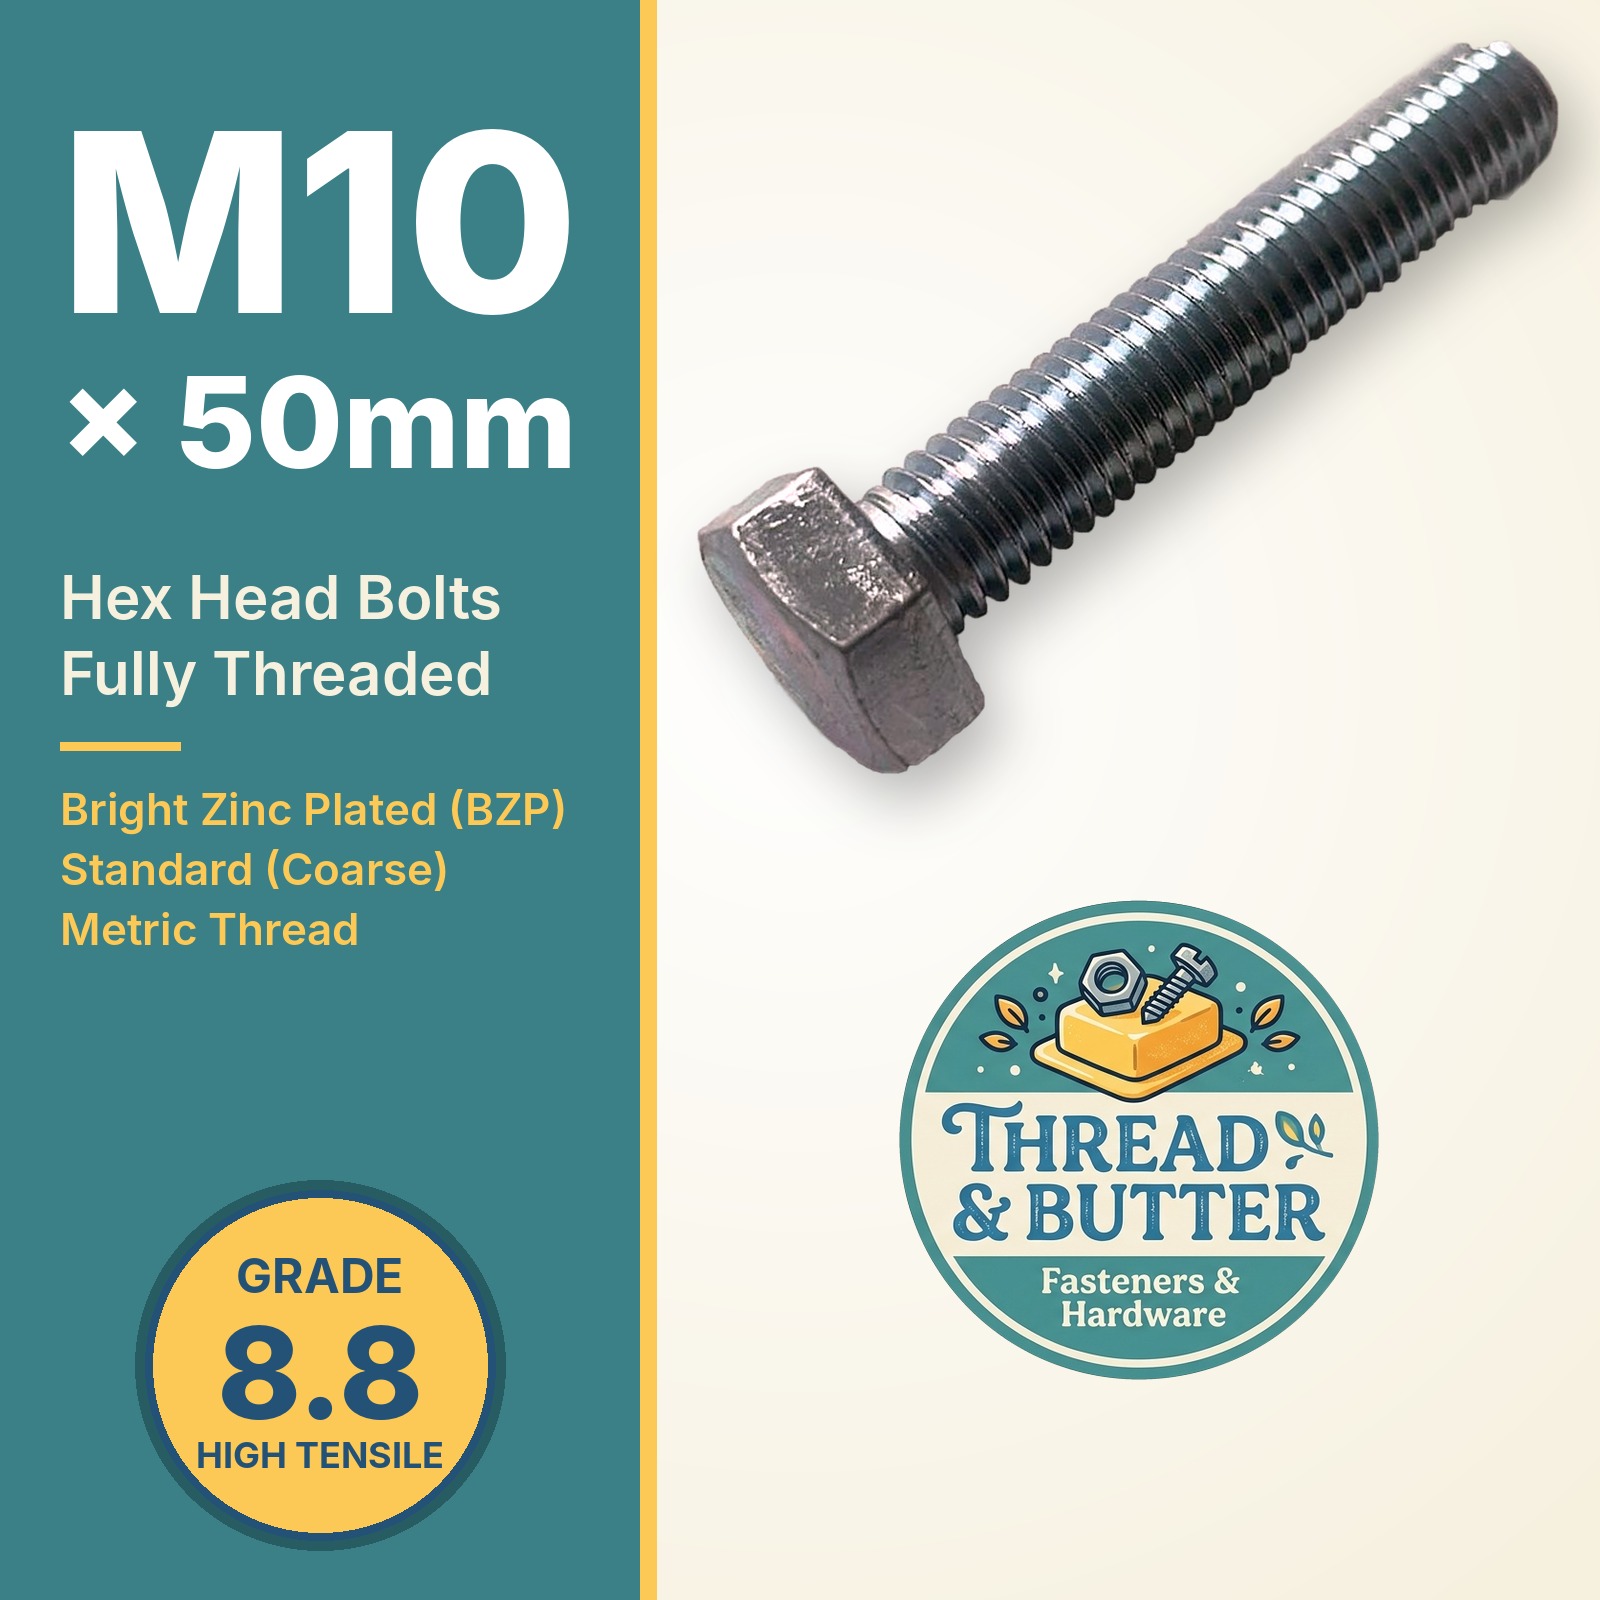 M10
× 50mm
Hex Head Bolts
Fully Threaded
Bright Zinc Plated (BZP)
Standard (Coarse)
Metric Thread
GRADE
8.8
HIGH TENSILE
THREAD
& BUTTER
Fasteners &
Hardware